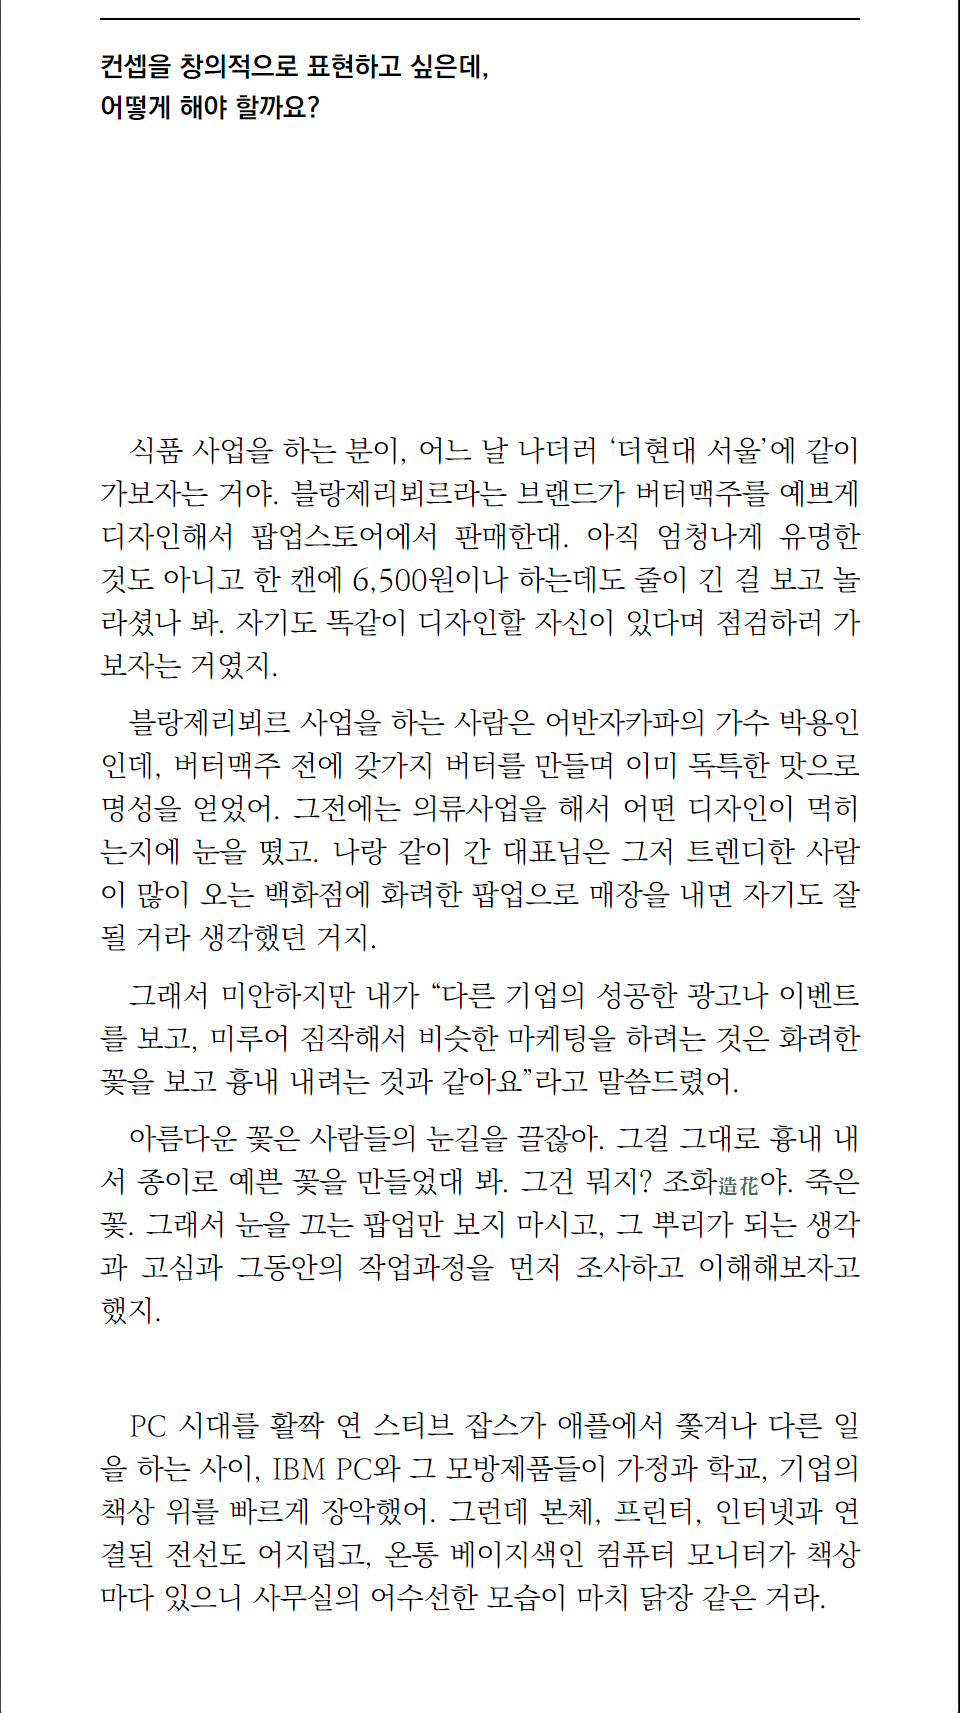 컨셉을 창의적으로 표현하고 싶은데,
어떻게 해야 할까요?
식품 사업을 하는 분이, 어느 날 나더러 ‘더현대 서울’에 같이
가보자는 거야. 블랑제리뵈르라는 브랜드가 버터맥주를 예쁘게
디자인해서 팝업스토어에서 판매한대. 아직 엄청나게 유명한
것도 아니고 한 캔에 6,500원이나 하는데도 줄이 긴 걸 보고 놀
라셨나 봐. 자기도 똑같이 디자인할 자신이 있다며 점검하러 가
보자는 거였지.
블랑제리뵈르 사업을 하는 사람은 어반자카파의 가수 박용인
인데, 버터맥주 전에 갖가지 버터를 만들며 이미 독특한 맛으로
명성을 얻었어. 그전에는 의류사업을 해서 어떤 디자인이 먹히
는지에 눈을 떴고. 나랑 같이 간 대표님은 그저 트렌디한 사람
이 많이 오는 백화점에 화려한 팝업으로 매장을 내면 자기도 잘
될 거라 생각했던 거지.
그래서 미안하지만 내가 “다른 기업의 성공한 광고나 이벤트
를 보고, 미루어 짐작해서 비슷한 마케팅을 하려는 것은 화려한
꽃을 보고 흉내 내려는 것과 같아요”라고 말씀드렸어.
아름다운 꽃은 사람들의 눈길을 끌잖아. 그걸 그대로 흉내 내
서 종이로 예쁜 꽃을 만들었대 봐. 그건 뭐지? 조화造花야. 죽은
꽃. 그래서 눈을 끄는 팝업만 보지 마시고, 그 뿌리가 되는 생각
과 고심과 그동안의 작업과정을 먼저 조사하고 이해해보자고
했지.
PC 시대를 활짝 연 스티브 잡스가 애플에서 쫓겨나 다른 일
을 하는 사이, IBM PC와 그 모방제품들이 가정과 학교, 기업의
책상 위를 빠르게 장악했어. 그런데 본체, 프린터, 인터넷과 연
결된 전선도 어지럽고, 온통 베이지색인 컴퓨터 모니터가 책상
마다 있으니 사무실의 어수선한 모습이 마치 닭장 같은 거라.